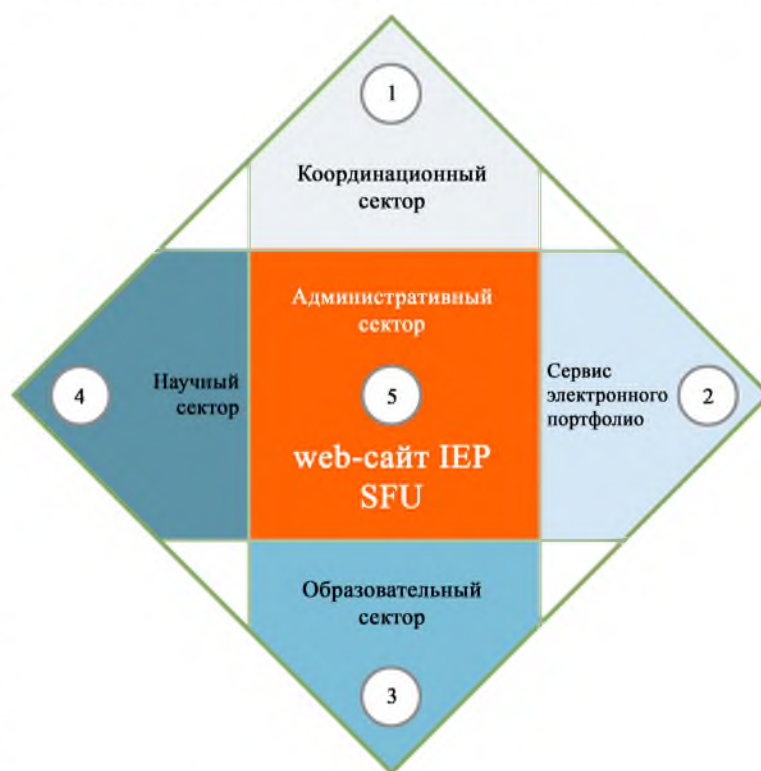 1
Координационный
сектор
Административный
сектор
4
Научный
сектор
5
Сервис
электронного
портфолио
2
web-сайт IEP
SFU
Образовательный
сектор
3